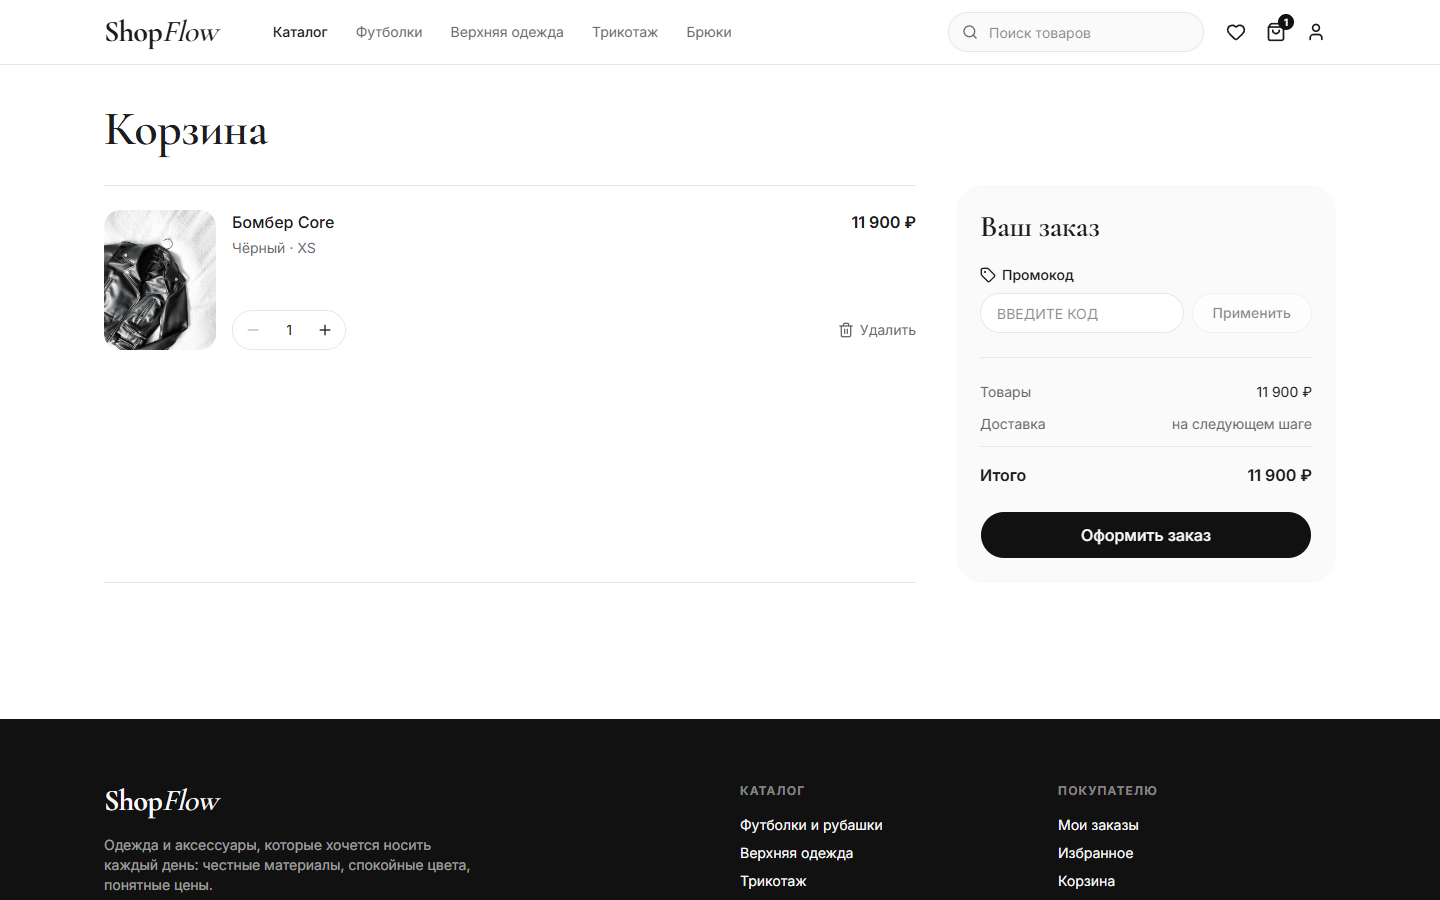 ShopFlow
Каталог
Футболки
Верхняя одежда
Трикотаж
Брюки
Поиск товаров
1
Корзина
Бомбер Core
11 900 ₽
Чёрный · XS
1
Удалить
Ваш заказ
Промокод
ВВЕДИТЕ КОД
Применить
Товары
11 900 ₽
Доставка
на следующем шаге
Итого
11 900 ₽
Оформить заказ
ShopFlow
Одежда и аксессуары, которые хочется носить
каждый день: честные материалы, спокойные цвета,
понятные цены.
КАТАЛОГ
Футболки и рубашки
Верхняя одежда
Трикотаж
ПОКУПАТЕЛЮ
Мои заказы
Избранное
Корзина